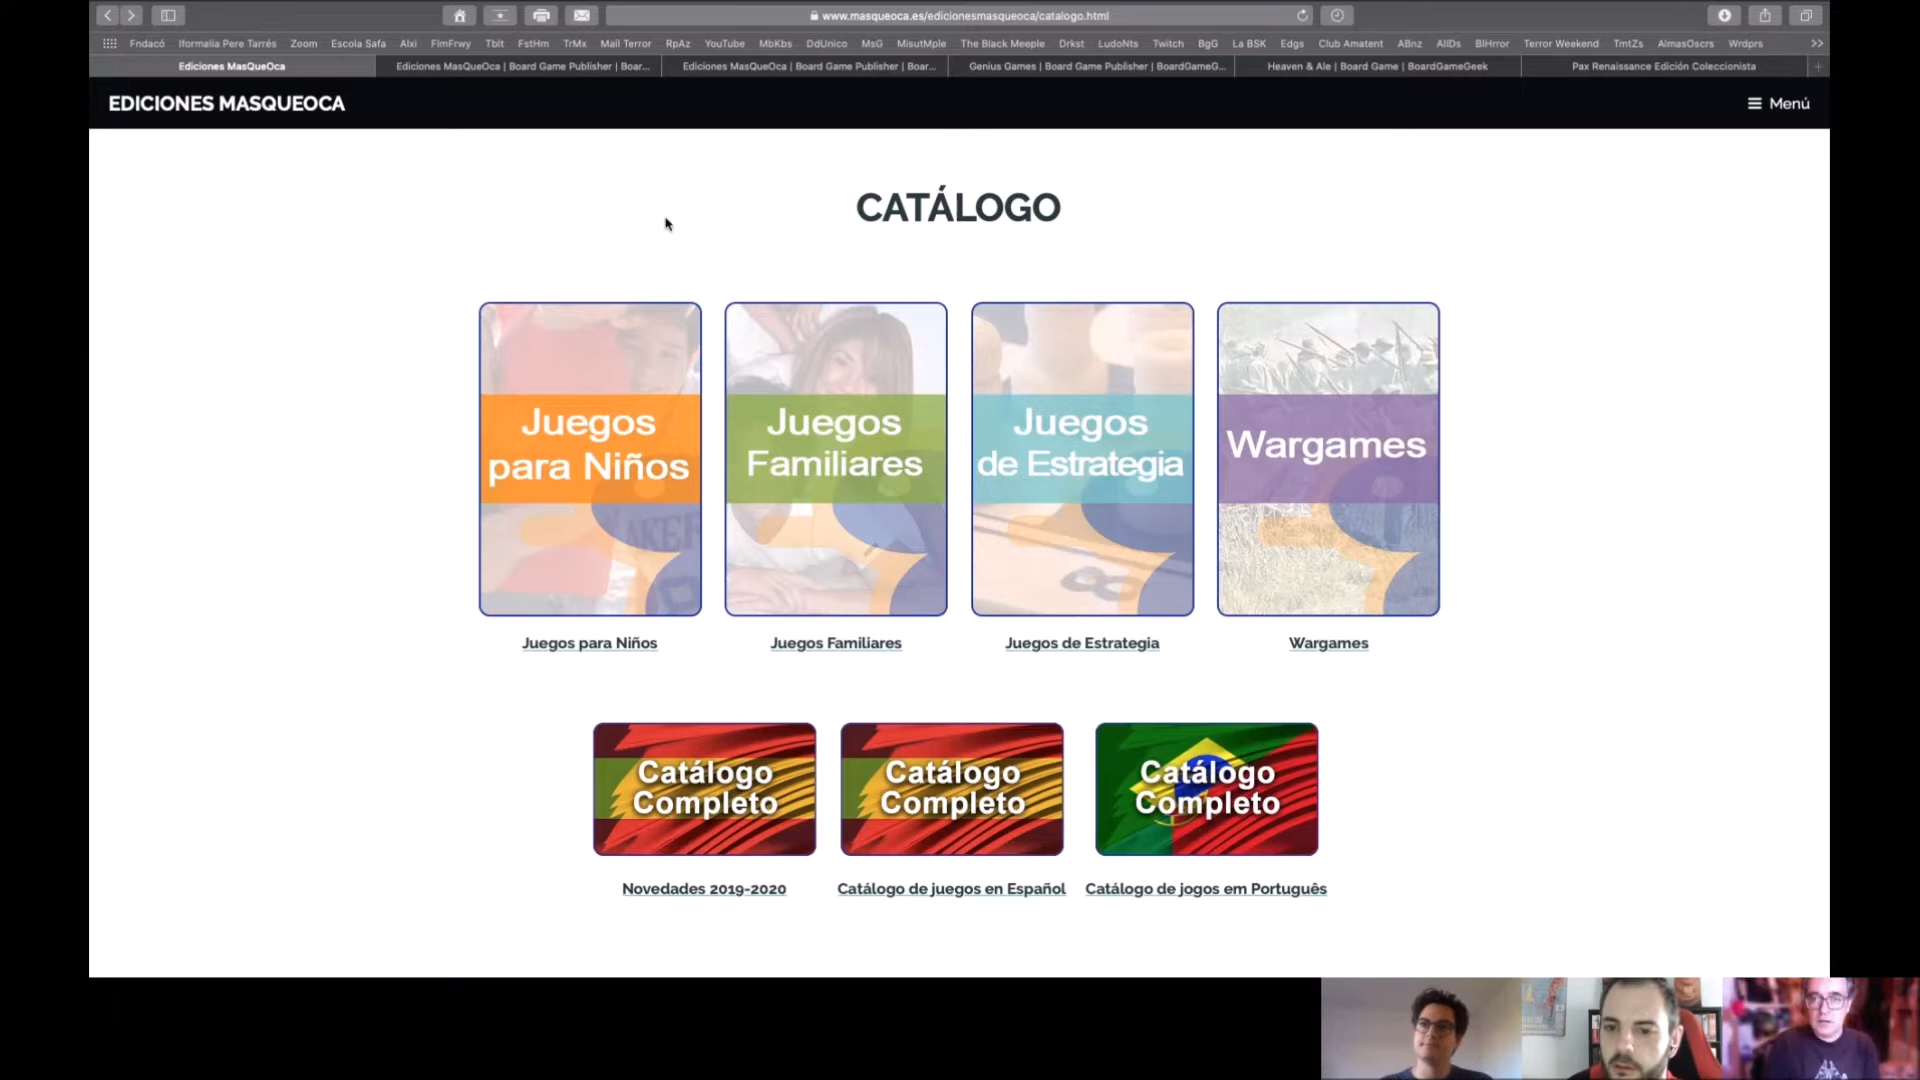 www.masqueoca.es/edicionesmasqueoca/catalogo.html
Fndacó Iformalia Pere Tarrés Zoom Escola Safa Alxi FlmFrwy Tblt FstHm TrMx Mail Terror RpAz YouTube MbKbs DdUnico MsG MisutMple The Black Meeple Drkst LudoNts Twitch BgG La BSK Edgs Club Amatent ABnz AllDs BlHrror Terror Weekend TmtZs AlmasOscrs Wrdprs
Ediciones MasQueOca Ediciones MasQueOca | Board Game Publisher | Boar... Ediciones MasQueOca | Board Game Publisher | Boar... Genius Games | Board Game Publisher | BoardGameG... Heaven & Ale | Board Game | BoardGameGeek Pax Renaissance Edición Coleccionista
EDICIONES MASQUEOCA Menú
CATÁLOGO
Juegos
para Niños
Juegos
Familiares
Juegos
de Estrategia
Wargames
Juegos para Niños Juegos Familiares Juegos de Estrategia Wargames
Catálogo
Completo
Catálogo
Completo
Catálogo
Completo
Novedades 2019-2020 Catálogo de juegos en Español Catálogo de jogos em Português